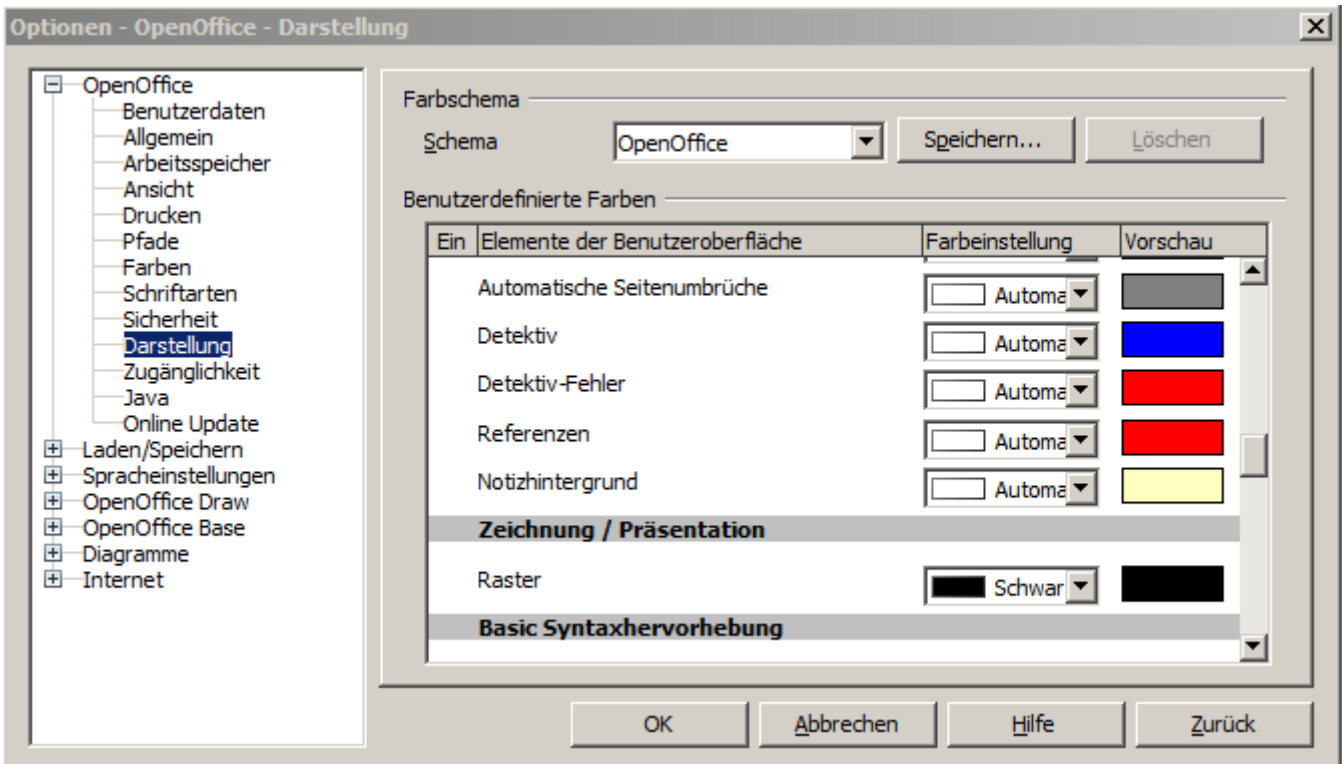 Optionen - OpenOffice - Darstellung
OpenOffice
Benutzerdaten
Allgemein
Arbeitsspeicher
Ansicht
Drucken
Pfade
Farben
Schriftarten
Sicherheit
Darstellung
Zugänglichkeit
Java
Online Update
Laden/Speichern
Spracheinstellungen
OpenOffice Draw
OpenOffice Base
Diagramme
Internet
Farbschema
Schema OpenOffice Speichern... Löschen
Benutzerdefinierte Farben
Ein Elemente der Benutzeroberfläche Farbeinstellung Vorschau
Automatische Seitenumbrüche Automa
Detektiv Automa
Detektiv-Fehler Automa
Referenzen Automa
Notizhintergrund Automa
Zeichnung / Präsentation
Raster Schwar
Basic Syntaxhervorhebung
OK Abbrechen Hilfe Zurück